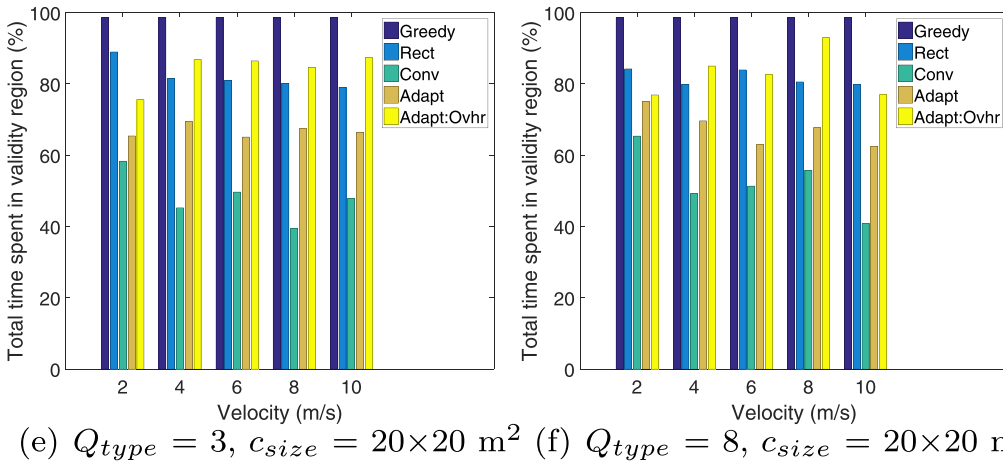 Total time spent in validity region (%)
100
80
60
40
20
0
Greedy
Rect
Conv
Adapt
Adapt:Ovhr
2 4 6 8 10
Velocity (m/s)
(e) Q_type = 3, c_size = 20×20 m²
Total time spent in validity region (%)
100
80
60
40
20
0
Greedy
Rect
Conv
Adapt
Adapt:Ovhr
2 4 6 8 10
Velocity (m/s)
(f) Q_type = 8, c_size = 20×20